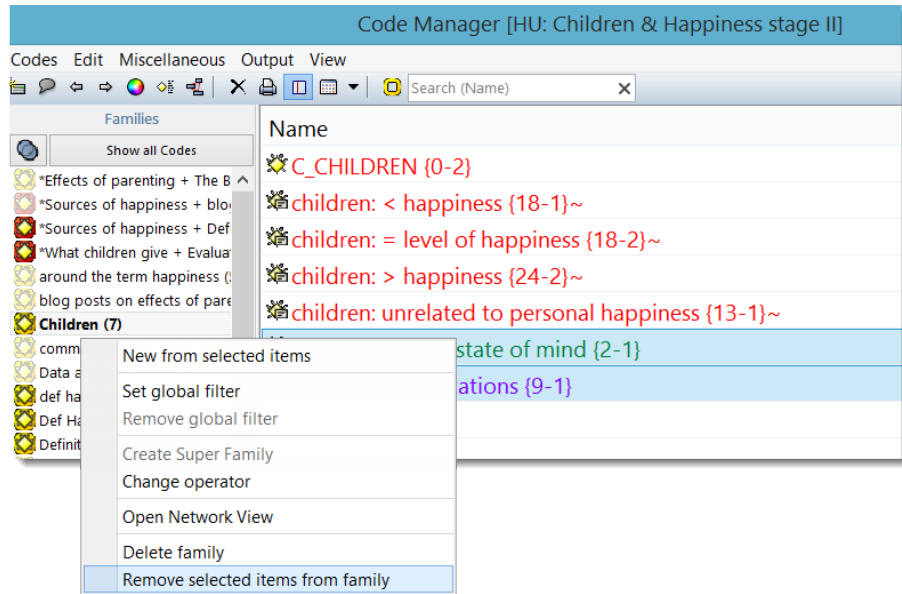 Code Manager [HU: Children & Happiness stage II]
Codes Edit Miscellaneous Output View
Search (Name)
Families
Show all Codes
*Effects of parenting + The B
*Sources of happiness + blo
*Sources of happiness + Def
*What children give + Evalua
around the term happiness (
blog posts on effects of pare
Children (7)
comm
Data a
def ha
Def Ha
Definit
Name
C_CHILDREN {0-2}
children: < happiness {18-1}~
children: = level of happiness {18-2}~
children: > happiness {24-2}~
children: unrelated to personal happiness {13-1}~
state of mind {2-1}
ations {9-1}
New from selected items
Set global filter
Remove global filter
Create Super Family
Change operator
Open Network View
Delete family
Remove selected items from family